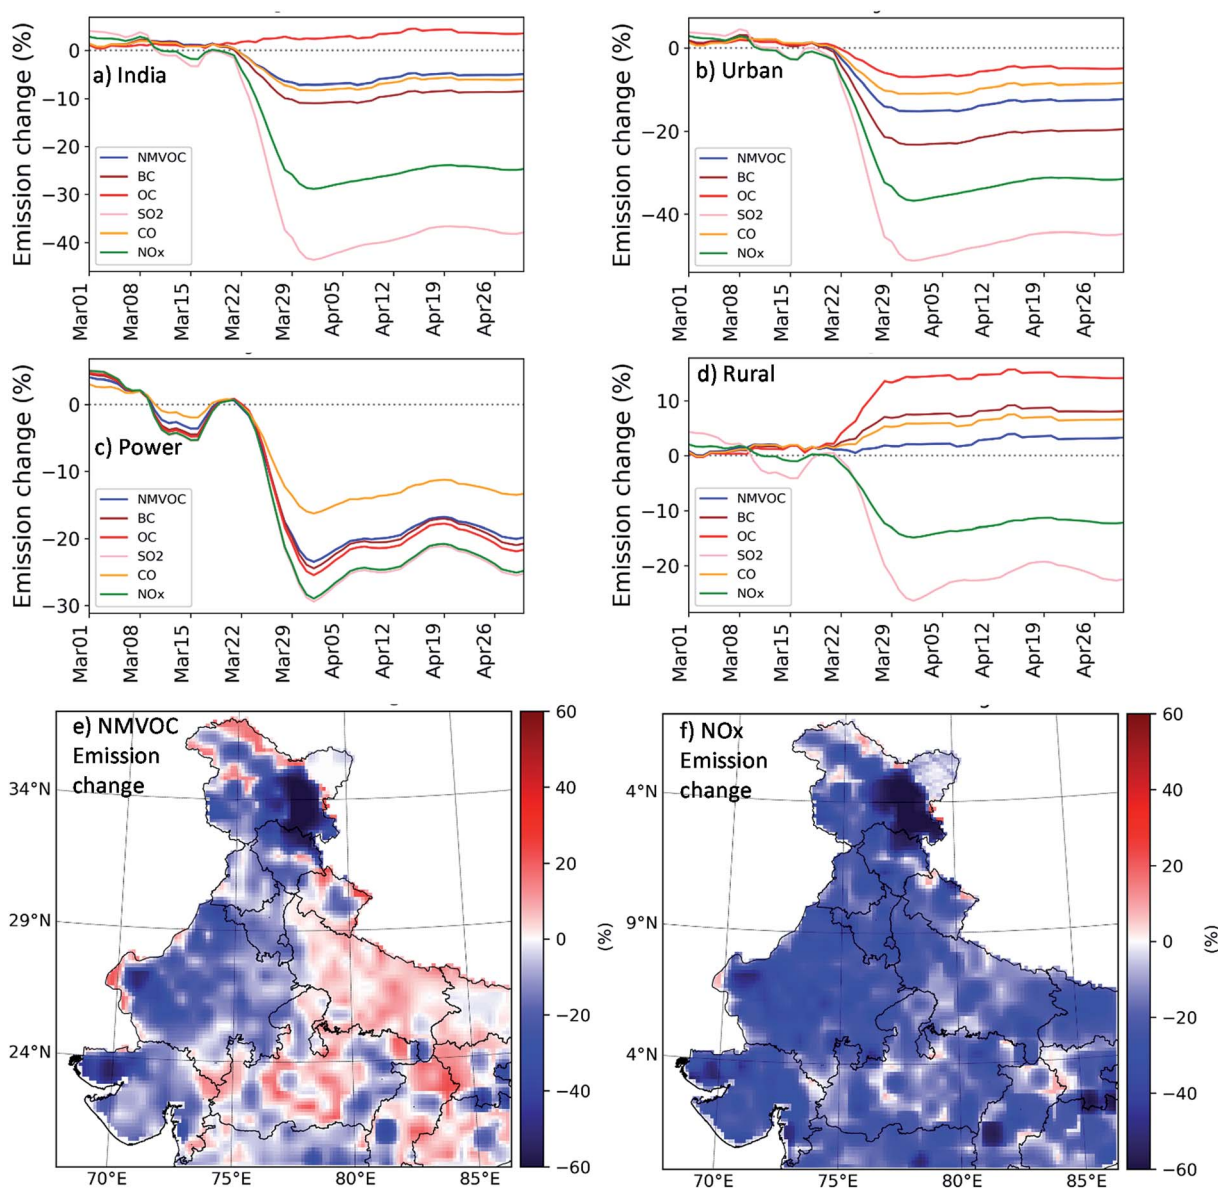 Emission change (%)
0
−10
−20
−30
−40
a) India
NMVOC
BC
OC
SO2
CO
NOx
Mar01
Mar08
Mar15
Mar22
Mar29
Apr05
Apr12
Apr19
Apr26
Emission change (%)
0
−20
−40
b) Urban
NMVOC
BC
OC
SO2
CO
NOx
Mar01
Mar08
Mar15
Mar22
Mar29
Apr05
Apr12
Apr19
Apr26
Emission change (%)
0
−10
−20
−30
c) Power
NMVOC
BC
OC
SO2
CO
NOx
Mar01
Mar08
Mar15
Mar22
Mar29
Apr05
Apr12
Apr19
Apr26
Emission change (%)
10
0
−10
−20
d) Rural
NMVOC
BC
OC
SO2
CO
NOx
Mar01
Mar08
Mar15
Mar22
Mar29
Apr05
Apr12
Apr19
Apr26
e) NMVOC
Emission
change
34°N
29°N
24°N
70°E
75°E
80°E
85°E
60
40
20
0
−20
−40
−60
(%)
f) NOx
Emission
change
4°N
9°N
4°N
70°E
75°E
80°E
85°E
60
40
20
0
−20
−40
−60
(%)